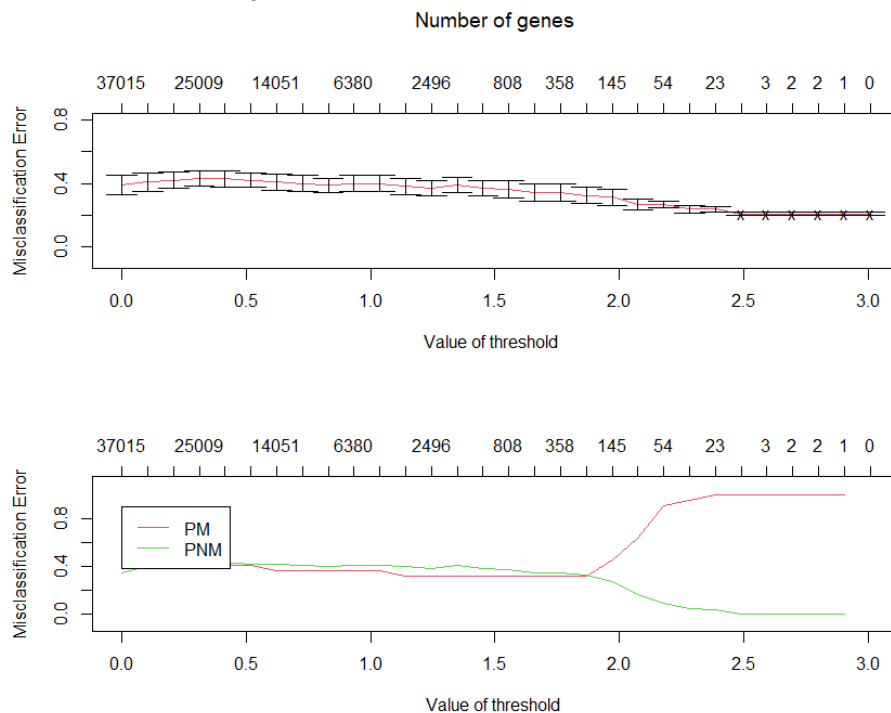 Number of genes
37015 25009 14051 6380 2496 808 358 145 54 23 3 2 2 1 0
Misclassification Error
0.0 0.4 0.8
0.0 0.5 1.0 1.5 2.0 2.5 3.0
Value of threshold
37015 25009 14051 6380 2496 808 358 145 54 23 3 2 2 1 0
Misclassification Error
0.0 0.4 0.8
PM
PNM
0.0 0.5 1.0 1.5 2.0 2.5 3.0
Value of threshold